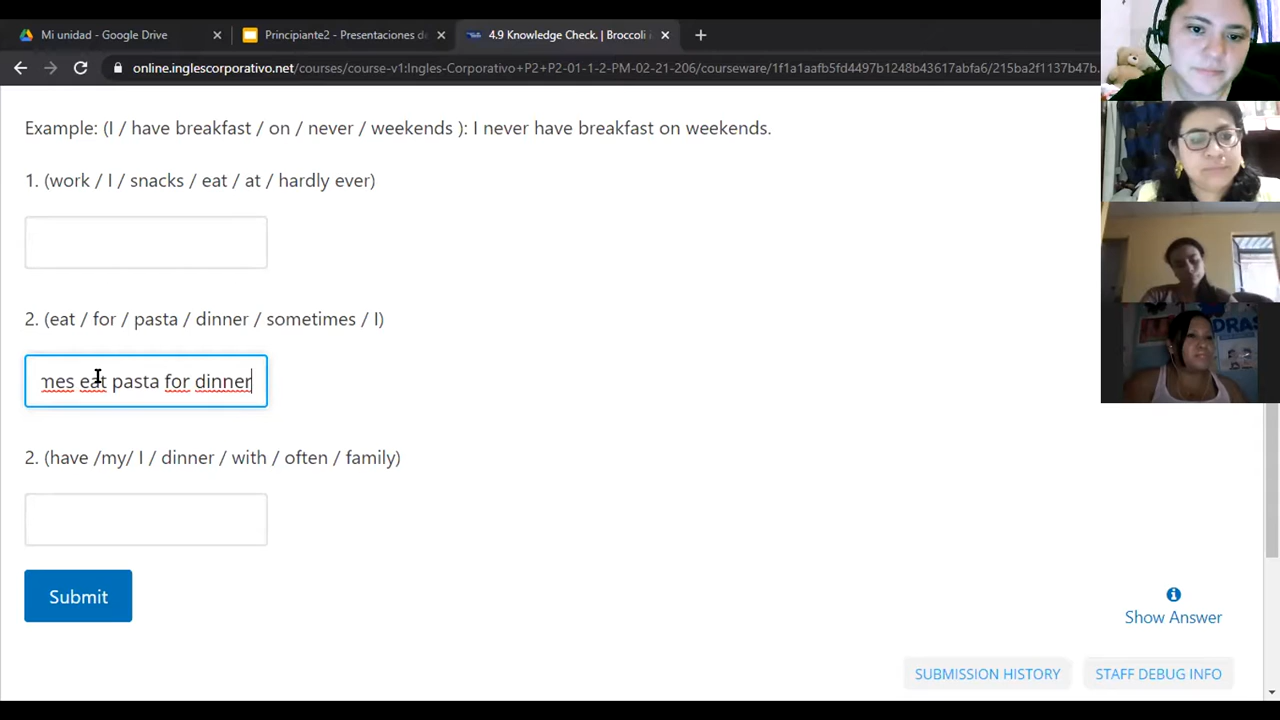 Mi unidad - Google Drive
Principiante2 - Presentaciones de
4.9 Knowledge Check. | Broccoli
online.inglescorporativo.net/courses/course-v1:Ingles-Corporativo+P2+P2-01-1-2-PM-02-21-206/courseware/1f1a1aafb5fd4497b1248b43617abfa6/215ba2f1137b47b
Example: (I / have breakfast / on / never / weekends ): I never have breakfast on weekends.
1. (work / I / snacks / eat / at / hardly ever)
2. (eat / for / pasta / dinner / sometimes / I)
mes eat pasta for dinner
2. (have /my/ I / dinner / with / often / family)
Submit
Show Answer
SUBMISSION HISTORY
STAFF DEBUG INFO